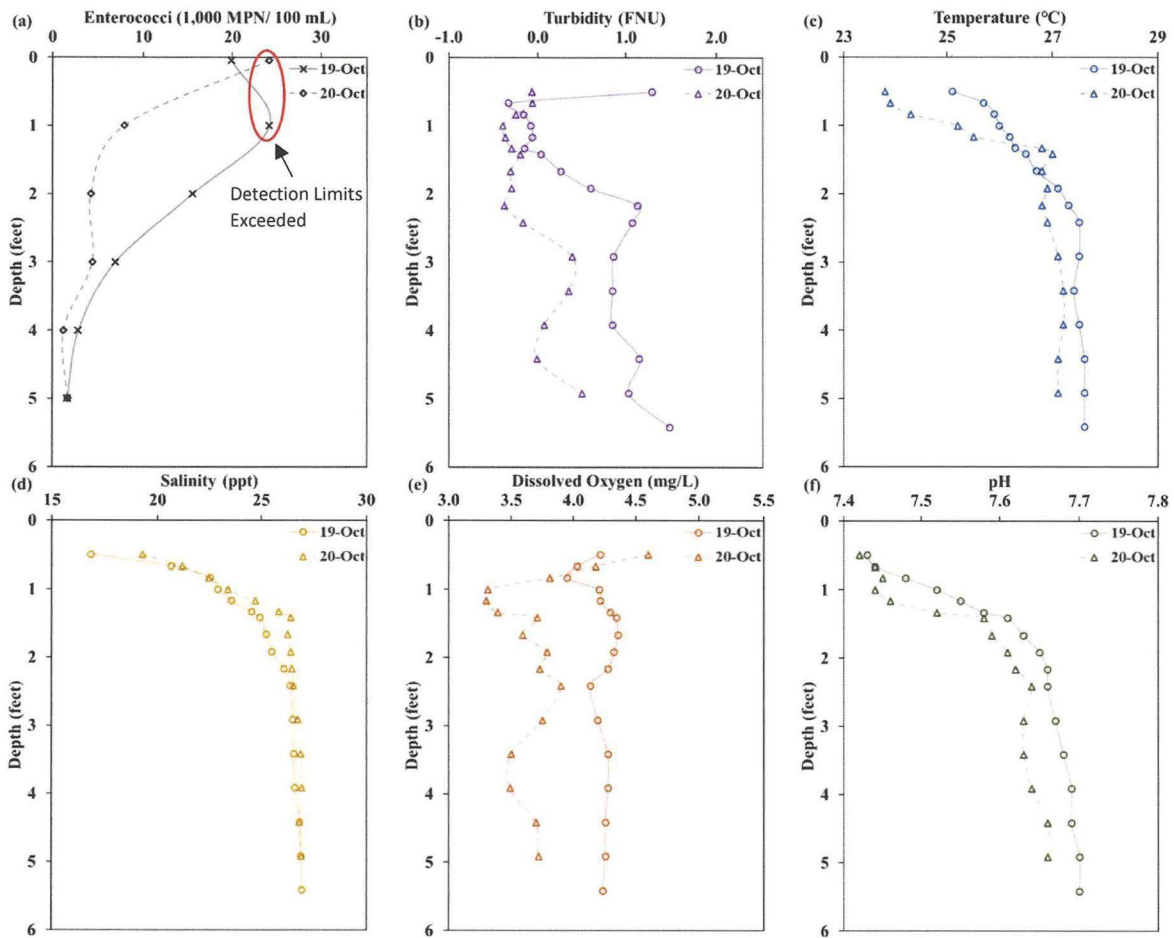 (a) Enterococci (1,000 MPN/ 100 mL)
0 10 20 30
0
1
2
3
4
5
6
Depth (feet)
19-Oct
20-Oct
Detection Limits
Exceeded
(b) Turbidity (FNU)
-1.0 0.0 1.0 2.0
0
1
2
3
4
5
6
Depth (feet)
19-Oct
20-Oct
(c) Temperature (°C)
23 25 27 29
0
1
2
3
4
5
6
Depth (feet)
19-Oct
20-Oct
(d) Salinity (ppt)
15 20 25 30
0
1
2
3
4
5
6
Depth (feet)
19-Oct
20-Oct
(e) Dissolved Oxygen (mg/L)
3.0 3.5 4.0 4.5 5.0 5.5
0
1
2
3
4
5
6
Depth (feet)
19-Oct
20-Oct
(f) pH
7.4 7.5 7.6 7.7 7.8
0
1
2
3
4
5
6
Depth (feet)
19-Oct
20-Oct